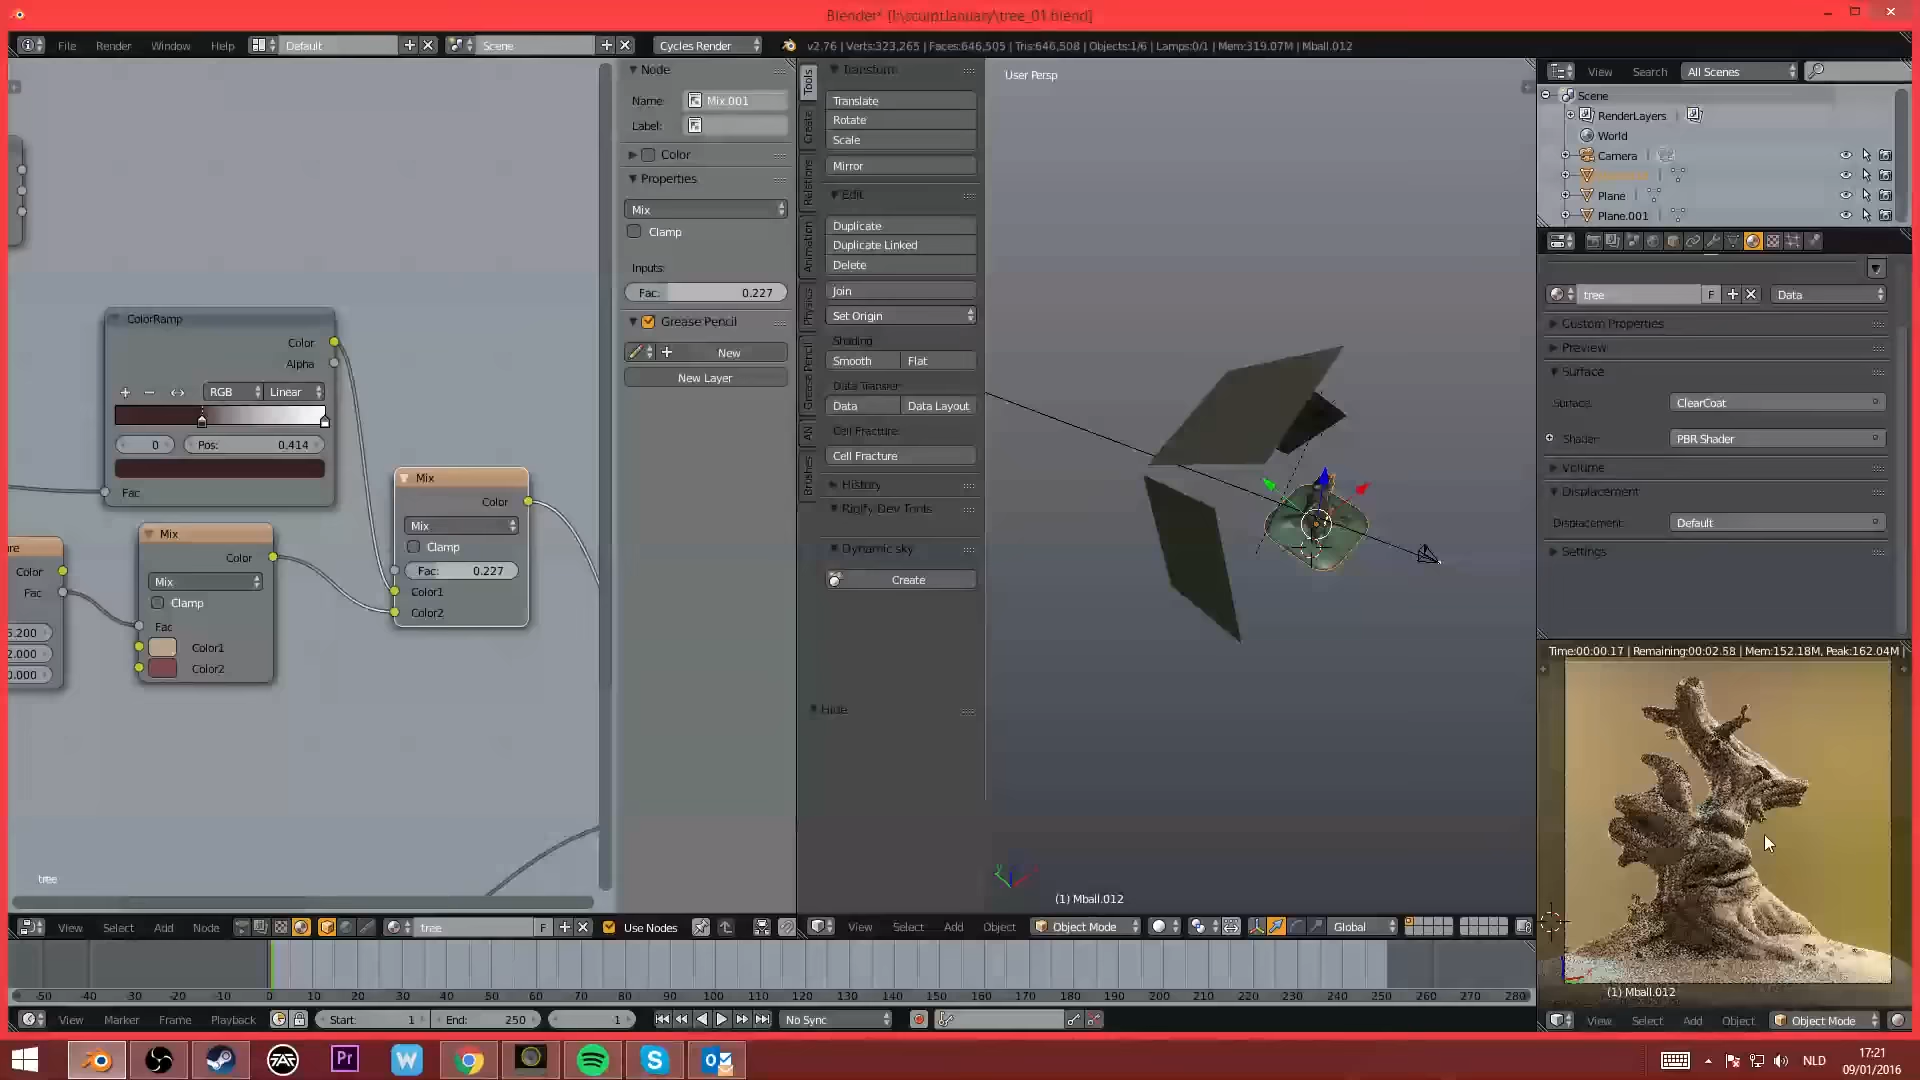 Blender* [I:\sculptJanuary\tree_01.blend]
File Render Window Help Default Scene Cycles Render v2.76 | Verts:323,265 | Faces:646,505 | Tris:646,508 | Objects:1/6 | Lamps:0/1 | Mem:319.07M | Mball.012
Node
Name: Mix.001
Label:
Color
Properties
Mix
Clamp
Inputs:
Fac: 0.227
Grease Pencil
New
New Layer
ColorRamp
Color
Alpha
RGB Linear
0 Pos: 0.414
Fac
Mix
Color
Mix
Clamp
Fac
Color1
Color2
Mix
Color
Mix
Clamp
Fac: 0.227
Color1
Color2
Color
Fac
2.000
0.000
tree
Tools
Create
Relations
Animation
Physics
Grease Pencil
AN
Brushes
Transform
Translate
Rotate
Scale
Mirror
Edit
Duplicate
Duplicate Linked
Delete
Join
Set Origin
Shading
Smooth Flat
Data Transfer
Data Data Layout
Cell Fracture:
Cell Fracture
History
Rigify Dev Tools
Dynamic sky
Create
Hide
User Persp
(1) Mball.012
View Search All Scenes
Scene
RenderLayers
World
Camera
Plane
Plane.001
tree F Data
Custom Properties
Preview
Surface
Surface: ClearCoat
Shader: PBR Shader
Volume
Displacement
Displacement: Default
Settings
Time:00:00.17 | Remaining:00:02.58 | Mem:152.18M, Peak:162.04M |
(1) Mball.012
View Select Add Object Object Mode
View Select Add Node tree F Use Nodes
View Select Add Object Object Mode Global
-50 -40 -30 -20 -10 0 10 20 30 40 50 60 70 80 90 100 110 120 130 140 150 160 170 180 190 200 210 220 230 240 250 260 270 280
View Marker Frame Playback Start: 1 End: 250 -1 No Sync
NLD
17:21
09/01/2016